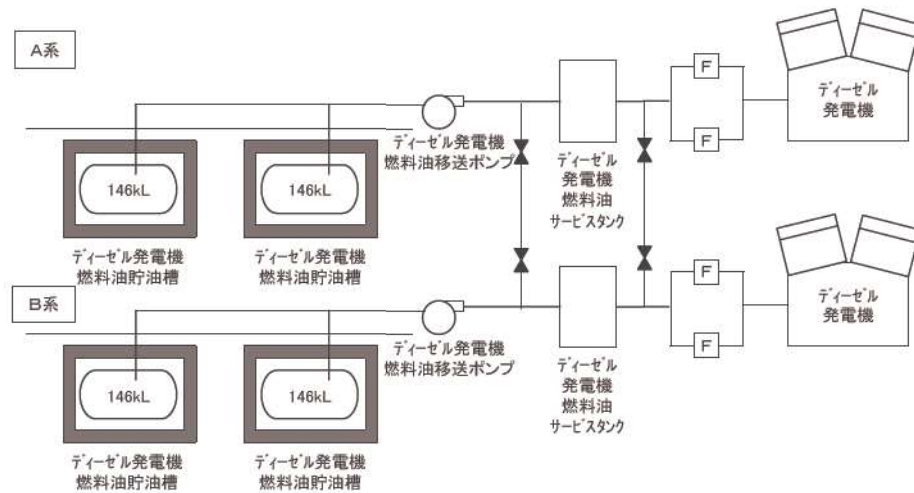 A系
F
F
ディーゼル
発電機
ディーゼル発電機
燃料油移送ポンプ
ディーゼル
発電機
燃料油
サービスタンク
146kL
146kL
ディーゼル発電機
燃料油貯油槽
ディーゼル発電機
燃料油貯油槽
B系
F
F
ディーゼル
発電機
ディーゼル発電機
燃料油移送ポンプ
ディーゼル
発電機
燃料油
サービスタンク
146kL
146kL
ディーゼル発電機
燃料油貯油槽
ディーゼル発電機
燃料油貯油槽